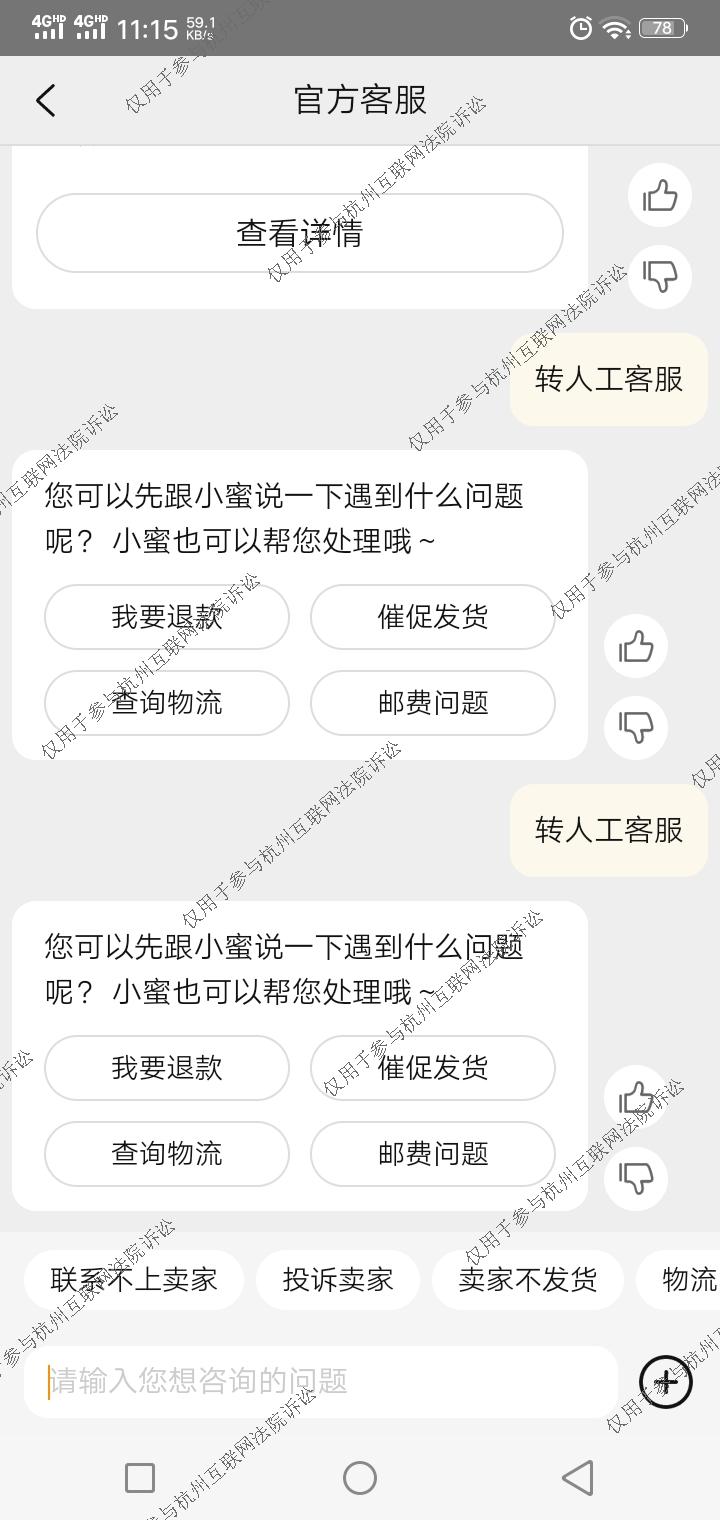 4GHD 4GHD 11:15 59.1 KB/s 78
官方客服
查看详情
转人工客服
您可以先跟小蜜说一下遇到什么问题
呢？ 小蜜也可以帮您处理哦～
我要退款 催促发货
查询物流 邮费问题
转人工客服
您可以先跟小蜜说一下遇到什么问题
呢？ 小蜜也可以帮您处理哦～
我要退款 催促发货
查询物流 邮费问题
联系不上卖家 投诉卖家 卖家不发货 物流
请输入您想咨询的问题
仅用于参与杭州互联网法院诉讼